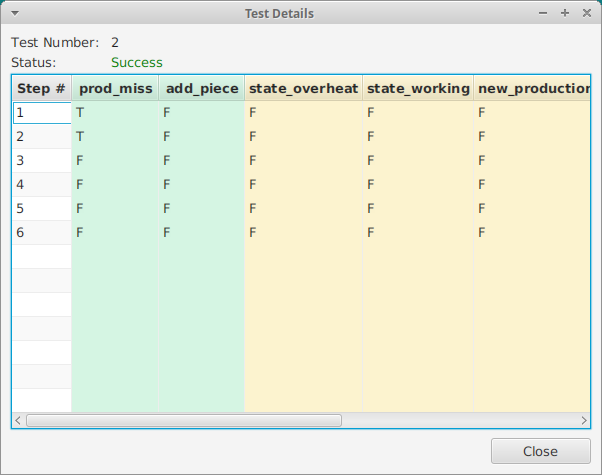 Test Details
Test Number: 2
Status: Success
Step # prod_miss add_piece state_overheat state_working new_production
1 T F F F F
2 T F F F F
3 F F F F F
4 F F F F F
5 F F F F F
6 F F F F F
Close